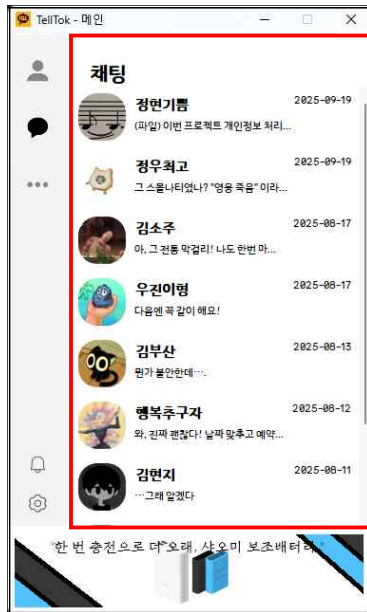 TellTok - 메인
채팅
정현기쁨
2025-09-19
(파일) 이번 프로젝트 개인정보 처리...
정우최고
2025-09-19
그 스몰나티였나? "영웅 죽음" 이라...
김소주
2025-08-17
아, 그 전통 막걸리! 나도 한번 마...
우진이형
2025-08-17
다음엔 꼭 같이 해요!
김부산
2025-08-13
뭔가 불안한데….
행복추구자
2025-08-12
와, 진짜 괜찮다! 날짜 맞추고 예약...
김현지
2025-08-11
…그래 알겠다
한 번 충전으로 더 오래, 샤오미 보조배터리